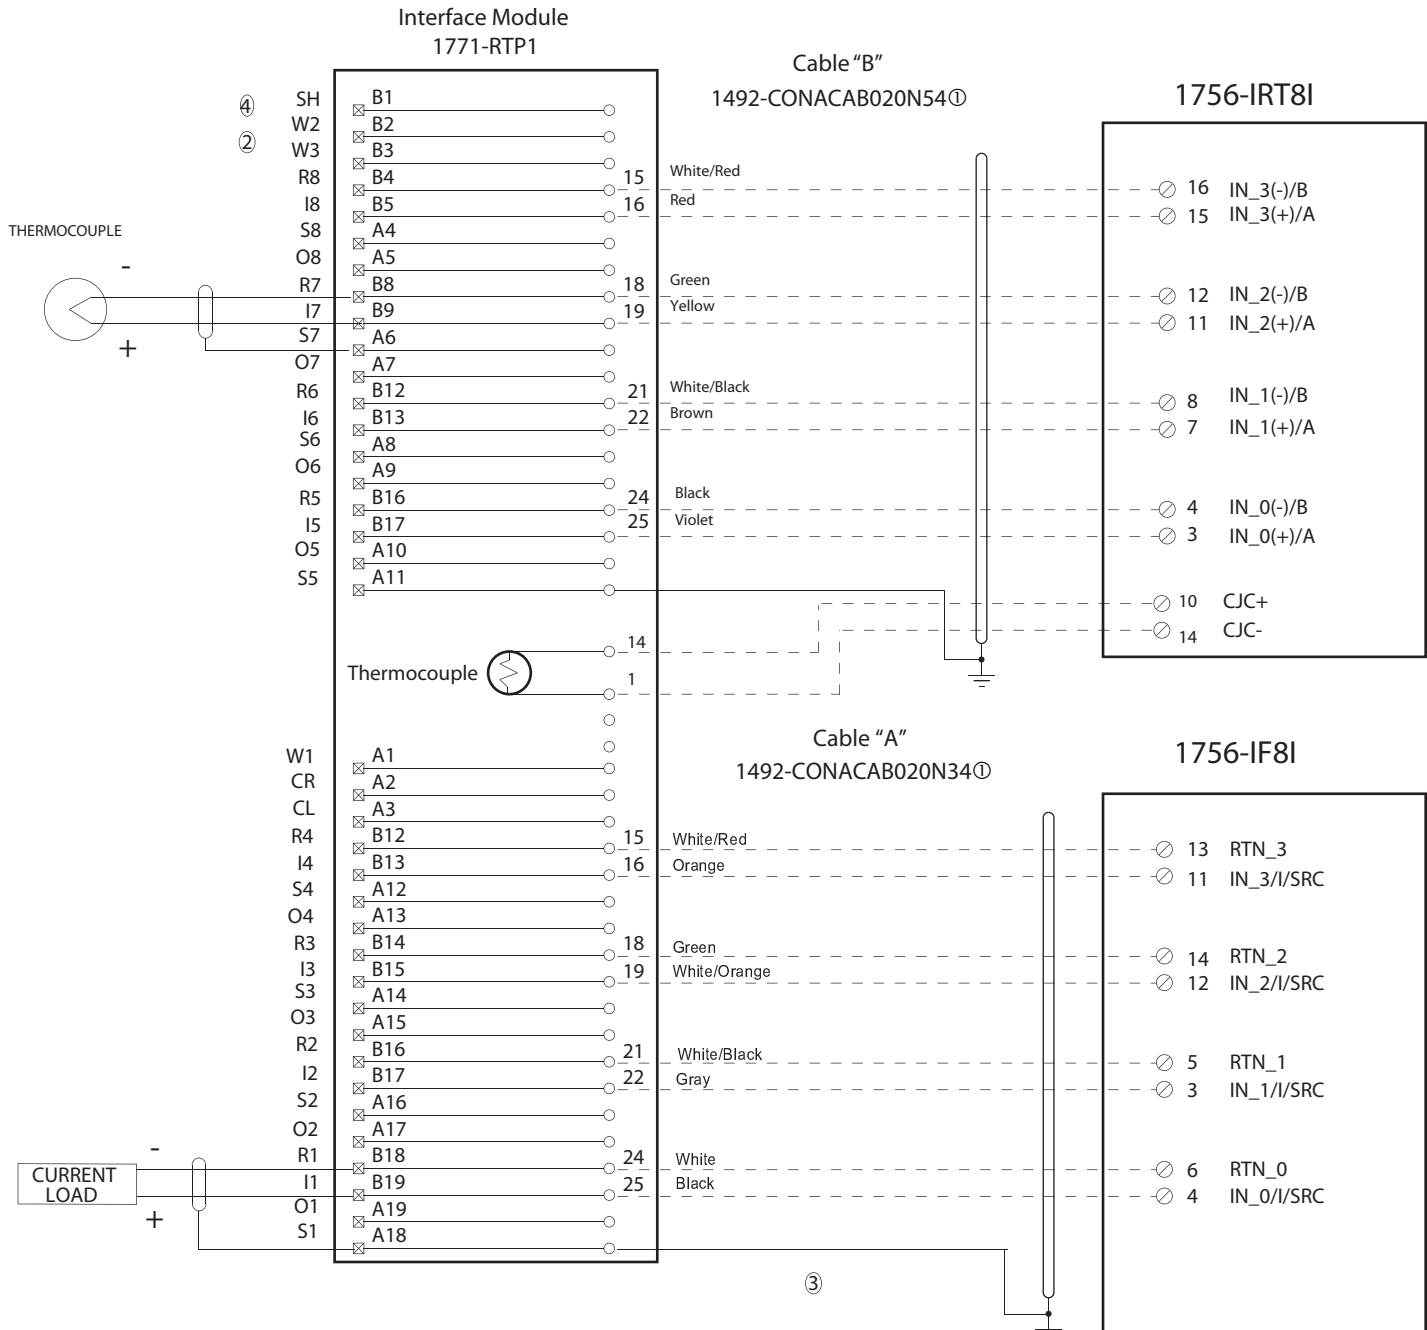 Interface Module
1771-RTP1
Cable “B”
1492-CONACAB020N54①
1756-IRT8I
④ SH B1
W2 B2
② W3 B3
R8 B4 15 White/Red 16 IN_3(-)/B
I8 B5 16 Red 15 IN_3(+)/A
S8 A4
THERMOCOUPLE
O8 A5
-
R7 B8 18 Green 12 IN_2(-)/B
I7 B9 19 Yellow 11 IN_2(+)/A
S7 A6
+
O7 A7
R6 B12 21 White/Black 8 IN_1(-)/B
I6 B13 22 Brown 7 IN_1(+)/A
S6 A8
O6 A9
R5 B16 24 Black 4 IN_0(-)/B
I5 B17 25 Violet 3 IN_0(+)/A
O5 A10
S5 A11
10 CJC+
14 CJC-
14
Thermocouple
1
Cable “A”
1492-CONACAB020N34①
1756-IF8I
W1 A1
CR A2
CL A3
R4 B12 15 White/Red 13 RTN_3
I4 B13 16 Orange 11 IN_3/I/SRC
S4 A12
O4 A13
R3 B14 18 Green 14 RTN_2
I3 B15 19 White/Orange 12 IN_2/I/SRC
S3 A14
O3 A15
R2 B16 21 White/Black 5 RTN_1
I2 B17 22 Gray 3 IN_1/I/SRC
S2 A16
O2 A17
-
R1 B18 24 White 6 RTN_0
CURRENT
LOAD
I1 B19 25 Black 4 IN_0/I/SRC
+
O1 A19
S1 A18
③